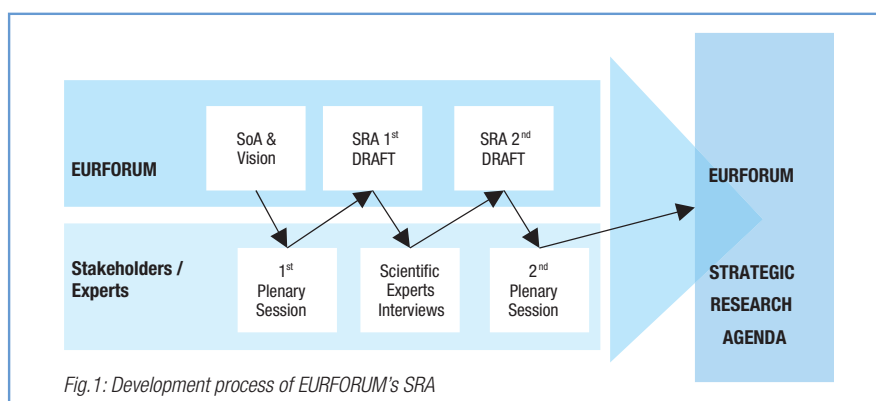 SoA &
Vision
SRA 1st
DRAFT
SRA 2nd
DRAFT
EURFORUM
Stakeholders /
Experts
1st
Plenary
Session
Scientific
Experts
Interviews
2nd
Plenary
Session
EURFORUM
STRATEGIC
RESEARCH
AGENDA
Fig.1: Development process of EURFORUM's SRA